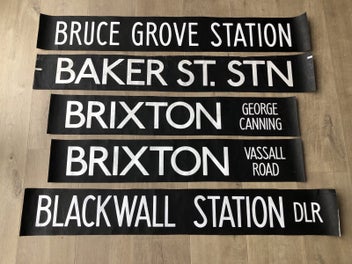 BRUCE GROVE STATION
BAKER ST. STN
BRIXTON GEORGE
CANNING
BRIXTON VASSALL
ROAD
BLACKWALL STATION DLR